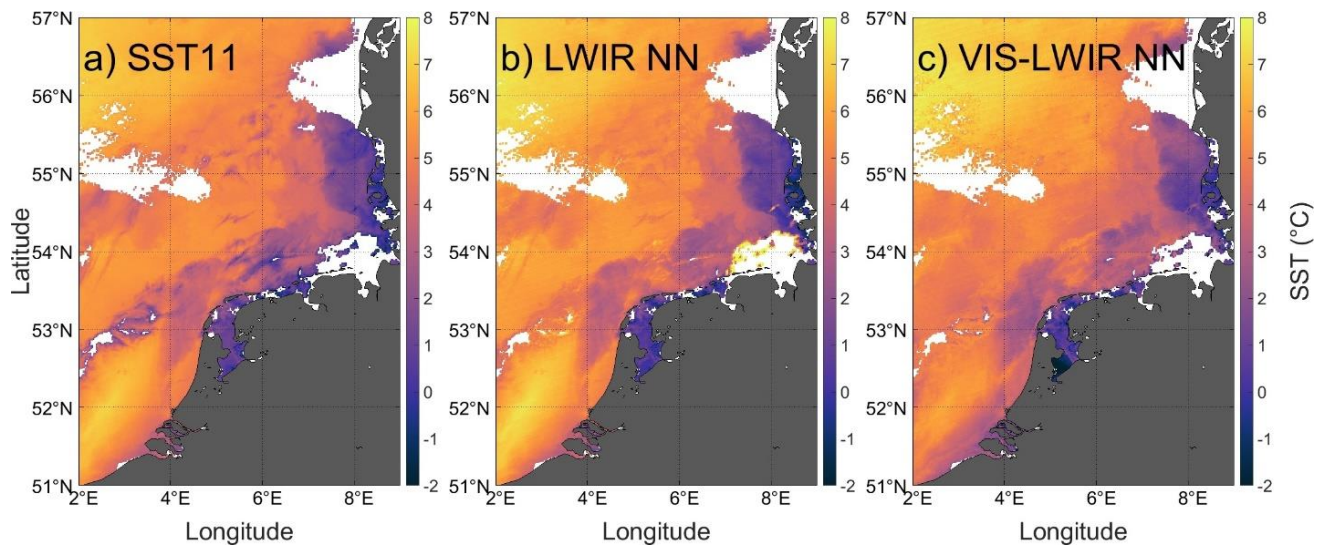 a) SST11
b) LWIR NN
c) VIS-LWIR NN
57°N
56°N
55°N
54°N
53°N
52°N
51°N
2°E
4°E
6°E
8°E
Latitude
Longitude
8
7
6
5
4
3
2
1
0
-1
-2
57°N
56°N
55°N
54°N
53°N
52°N
51°N
2°E
4°E
6°E
8°E
Longitude
8
7
6
5
4
3
2
1
0
-1
-2
57°N
56°N
55°N
54°N
53°N
52°N
51°N
2°E
4°E
6°E
8°E
Longitude
8
7
6
5
4
3
2
1
0
-1
-2
SST (°C)